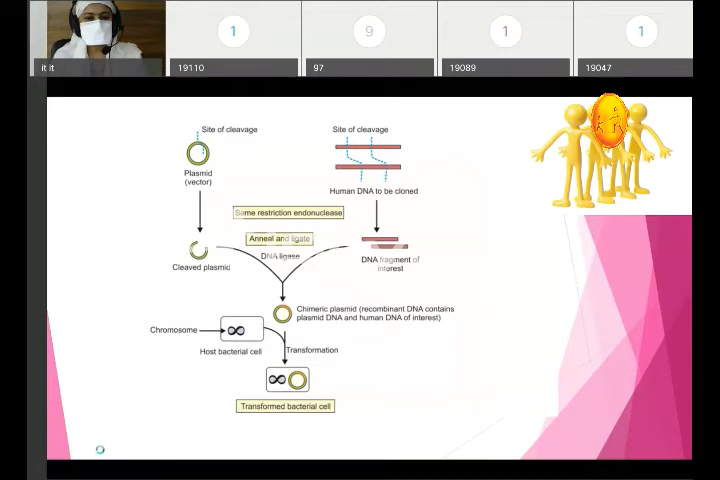 1
9
1
1
it it
19110
97
19089
19047
Site of cleavage
Site of cleavage
Plasmid
(vector)
Human DNA to be cloned
Same restriction endonuclease
Anneal and ligate
DNA ligase
Cleaved plasmid
DNA fragment of
interest
Chimeric plasmid (recombinant DNA contains
plasmid DNA and human DNA of interest)
Chromosome
Host bacterial cell
Transformation
Transformed bacterial cell